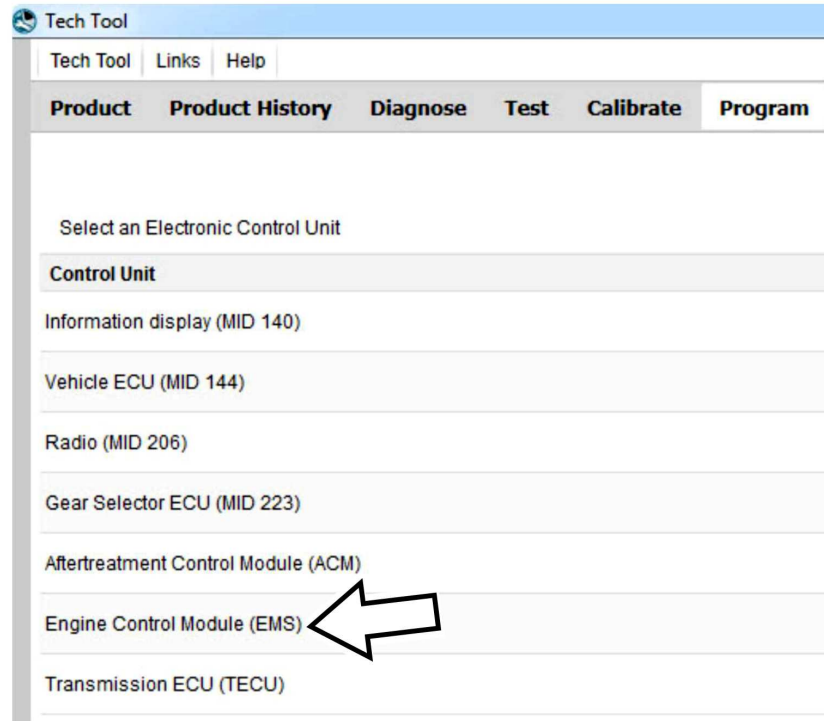 Tech Tool
Tech Tool Links Help
Product Product History Diagnose Test Calibrate Program
Select an Electronic Control Unit
Control Unit
Information display (MID 140)
Vehicle ECU (MID 144)
Radio (MID 206)
Gear Selector ECU (MID 223)
Aftertreatment Control Module (ACM)
Engine Control Module (EMS)
Transmission ECU (TECU)